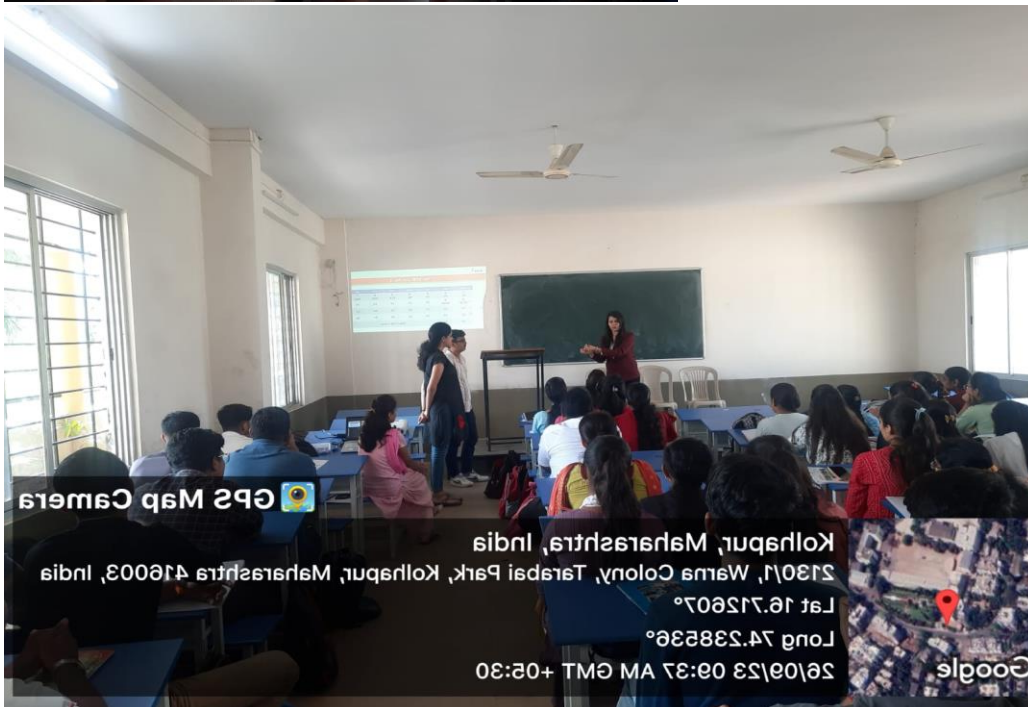 GPS Map Camera
Kolhapur, Maharashtra, India
2130/1, Warna Colony, Tarabai Park, Kolhapur, Maharashtra 416003, India
Lat 16.712607°
Long 74.238536°
26/09/23 09:37 AM GMT +05:30
Google